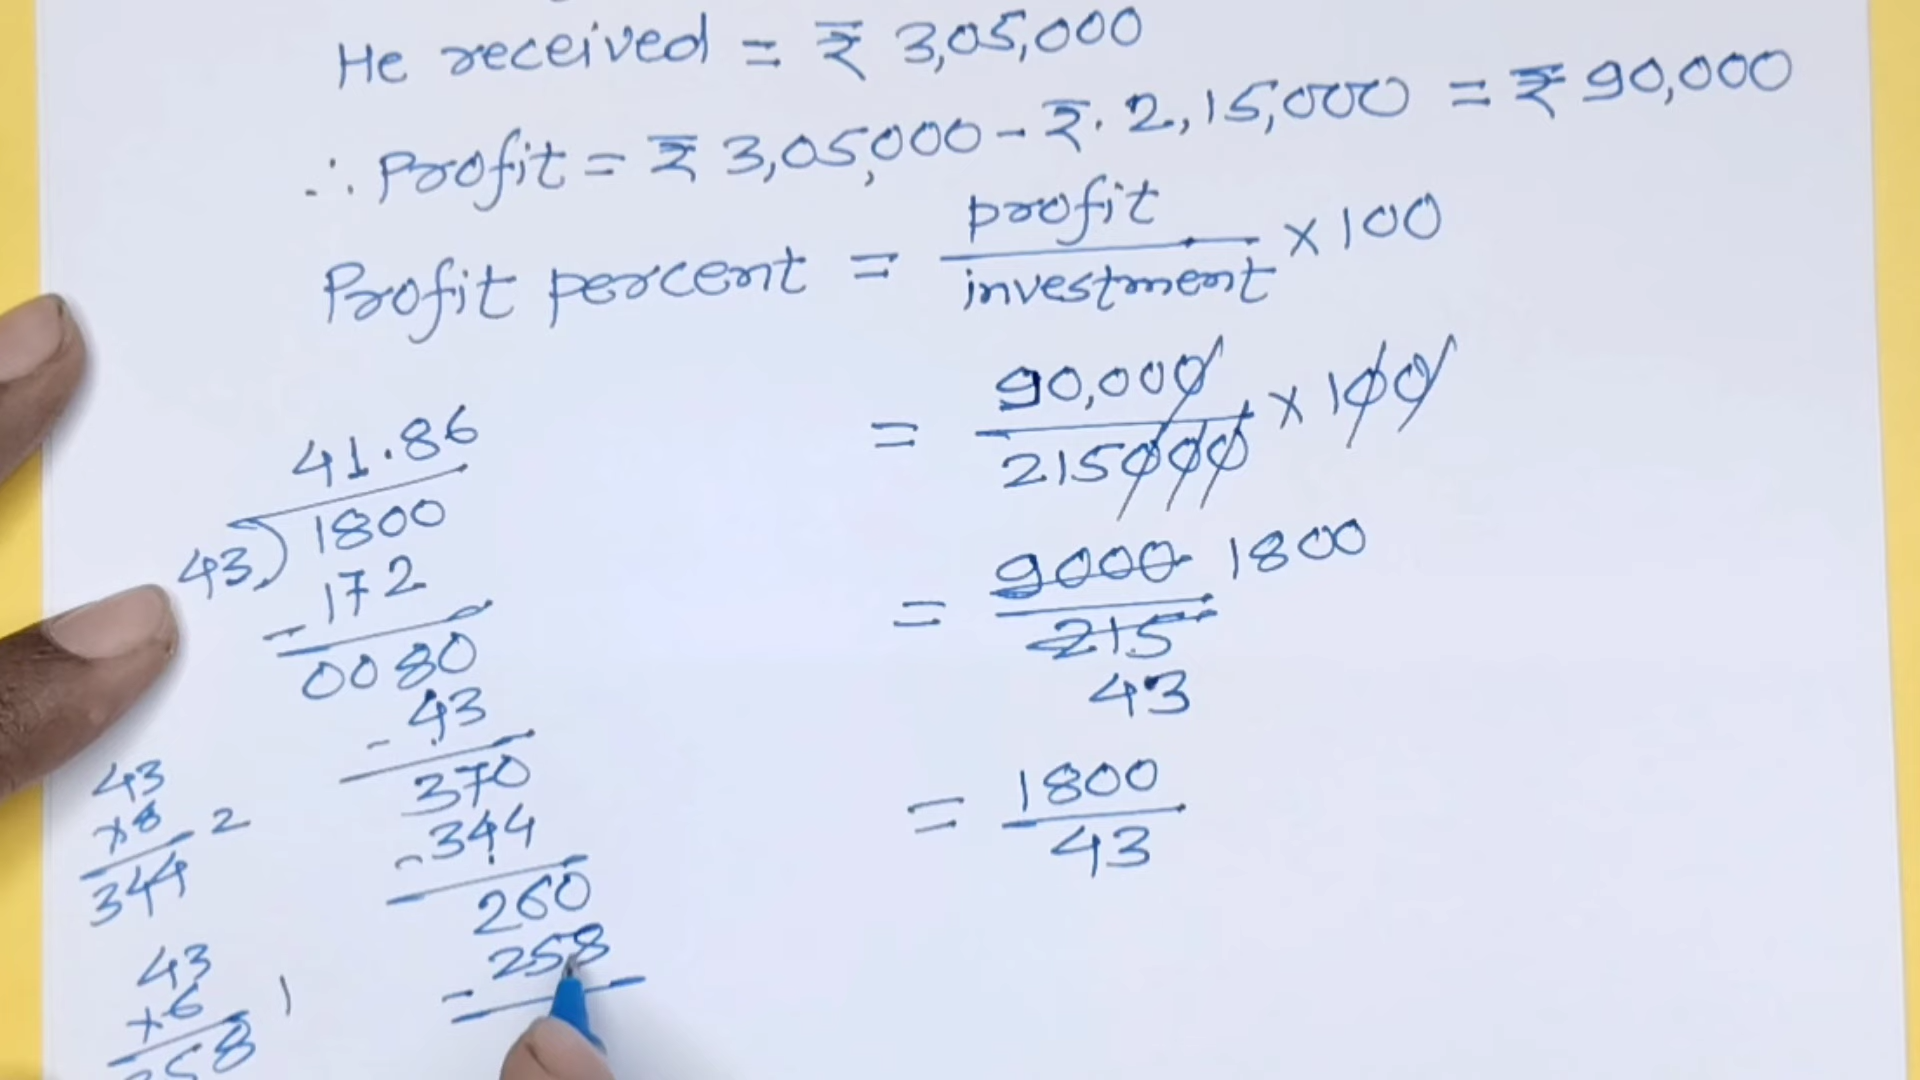 He received = ₹ 3,05,000
∴ Profit = ₹ 3,05,000 - ₹. 2,15,000 = ₹ 90,000
Profit percent = profit / investment × 100
= 90,000 / 215000 × 100
= 9000 1800 / 215 43
= 1800 / 43
41.86
43) 1800
- 172
0080
- 43
370
- 344
260
- 258
43
×8 2
344
43
×6 1
258